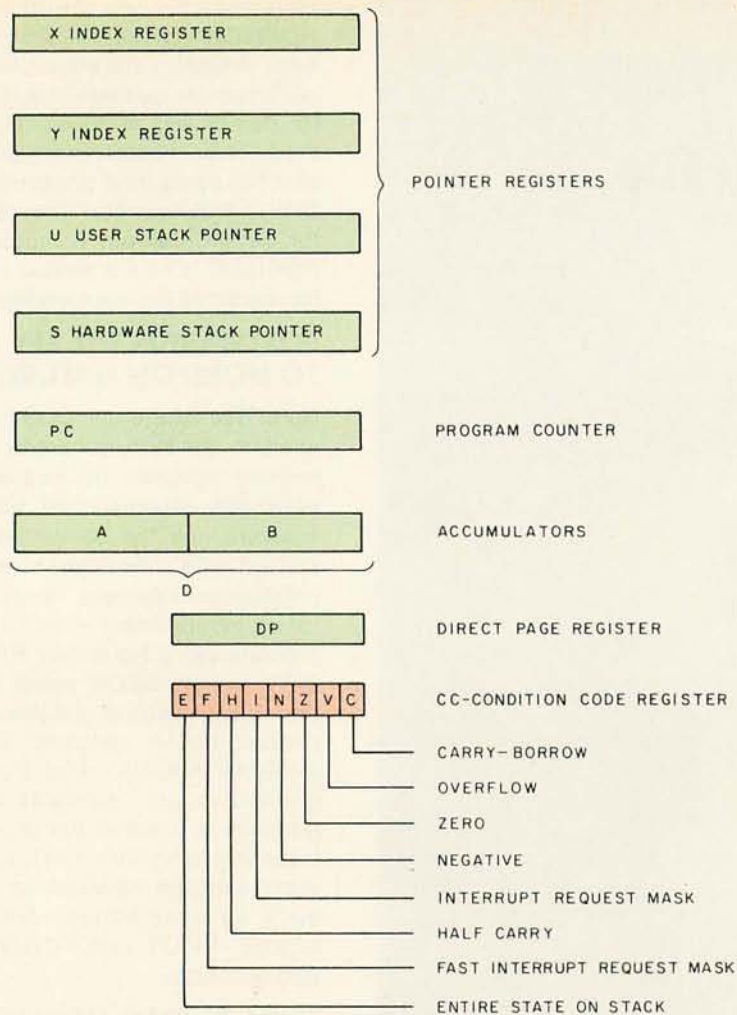 X INDEX REGISTER
Y INDEX REGISTER
POINTER REGISTERS
U USER STACK POINTER
S HARDWARE STACK POINTER
PC PROGRAM COUNTER
A B ACCUMULATORS
D
DP DIRECT PAGE REGISTER
E F H I N Z V C CC-CONDITION CODE REGISTER
CARRY-BORROW
OVERFLOW
ZERO
NEGATIVE
INTERRUPT REQUEST MASK
HALF CARRY
FAST INTERRUPT REQUEST MASK
ENTIRE STATE ON STACK